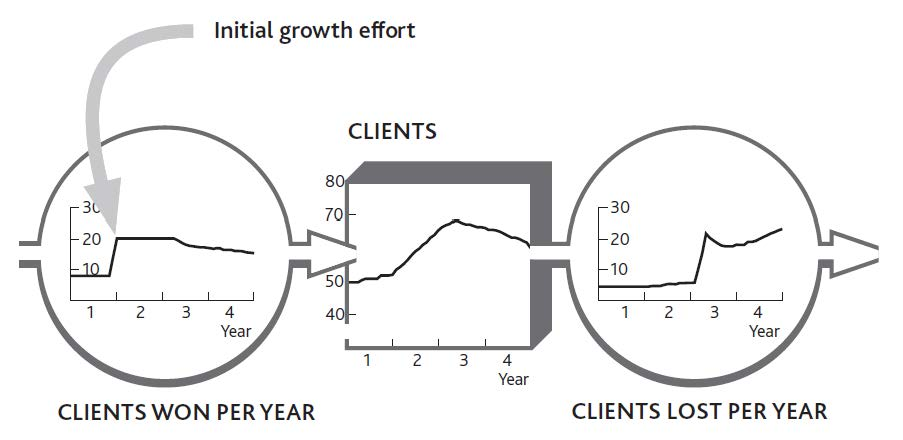 Initial growth effort
CLIENTS
30
20
10
1 2 3 4
Year
CLIENTS WON PER YEAR
80
70
50
40
1 2 3 4
Year
30
20
10
1 2 3 4
Year
CLIENTS LOST PER YEAR